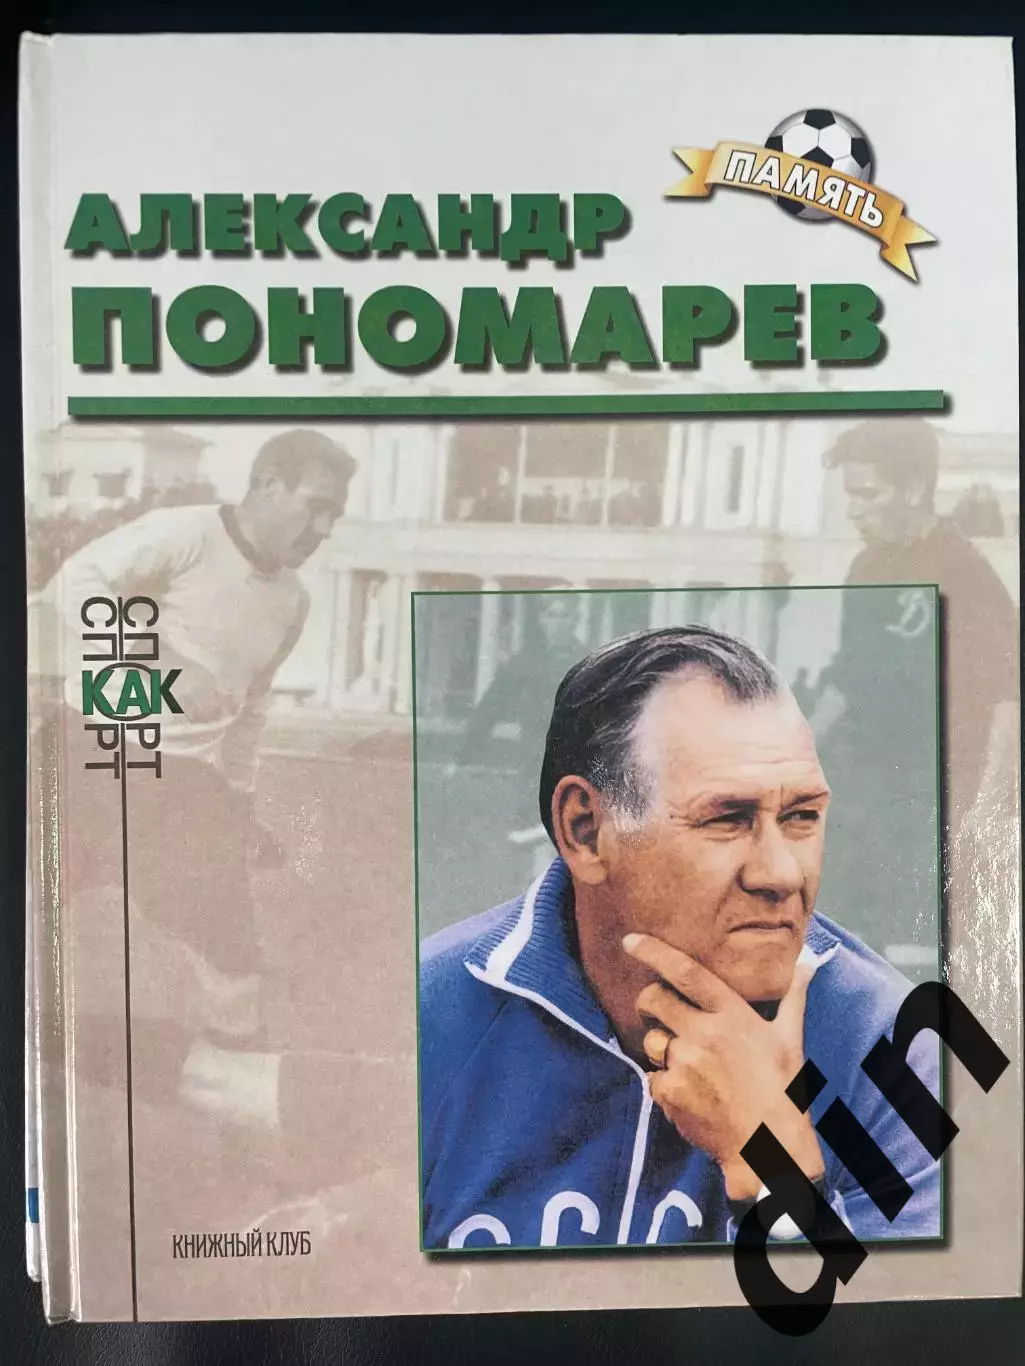 ПАМЯТЬ
АЛЕКСАНДР
ПОНОМАРЕВ
Д
СПОРТ
СПОРТ
КАК
СССР
КНИЖНЫЙ КЛУБ
din